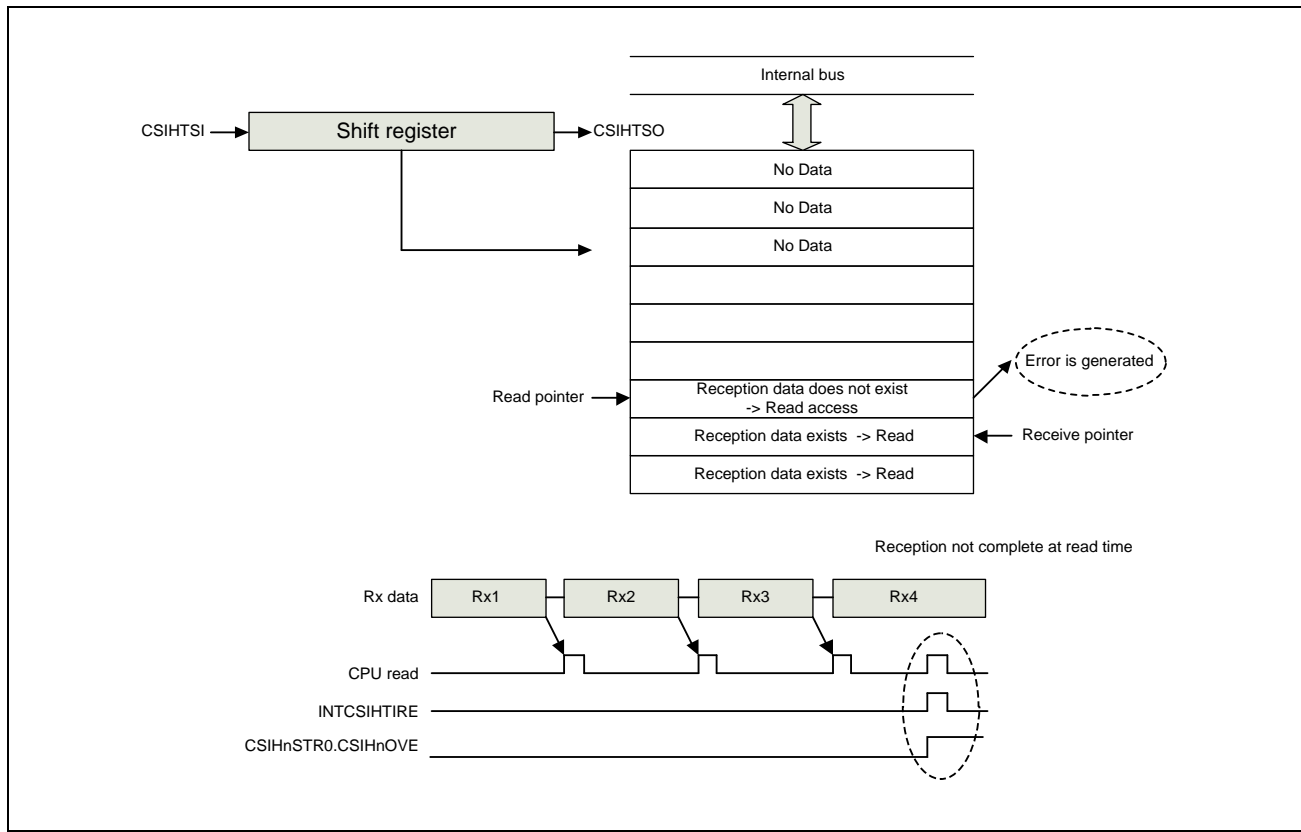 Internal bus
CSIHTSI
Shift register
CSIHTSO
No Data
No Data
No Data
Error is generated
Read pointer
Reception data does not exist
-> Read access
Reception data exists -> Read
Receive pointer
Reception data exists -> Read
Reception not complete at read time
Rx data
Rx1
Rx2
Rx3
Rx4
CPU read
INTCSIHTIRE
CSIHnSTR0.CSIHnOVE